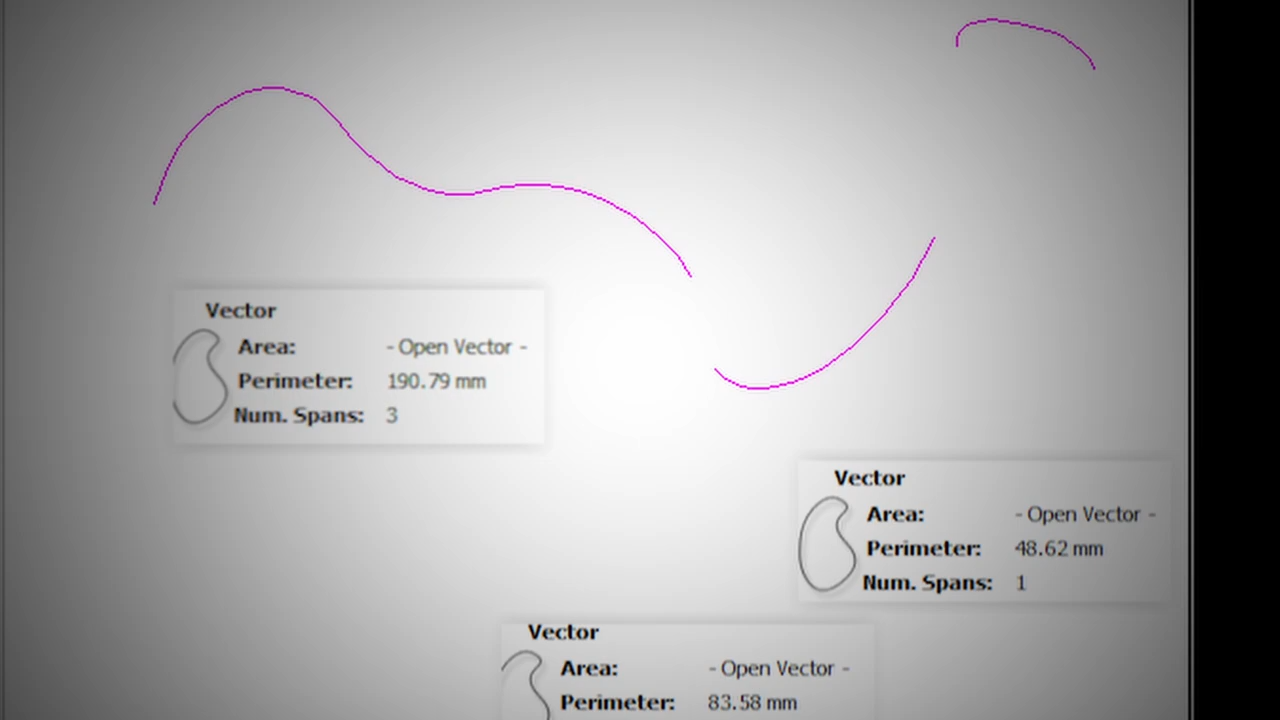 Vector
Area: - Open Vector -
Perimeter: 190.79 mm
Num. Spans: 3
Vector
Area: - Open Vector -
Perimeter: 48.62 mm
Num. Spans: 1
Vector
Area: - Open Vector -
Perimeter: 83.58 mm